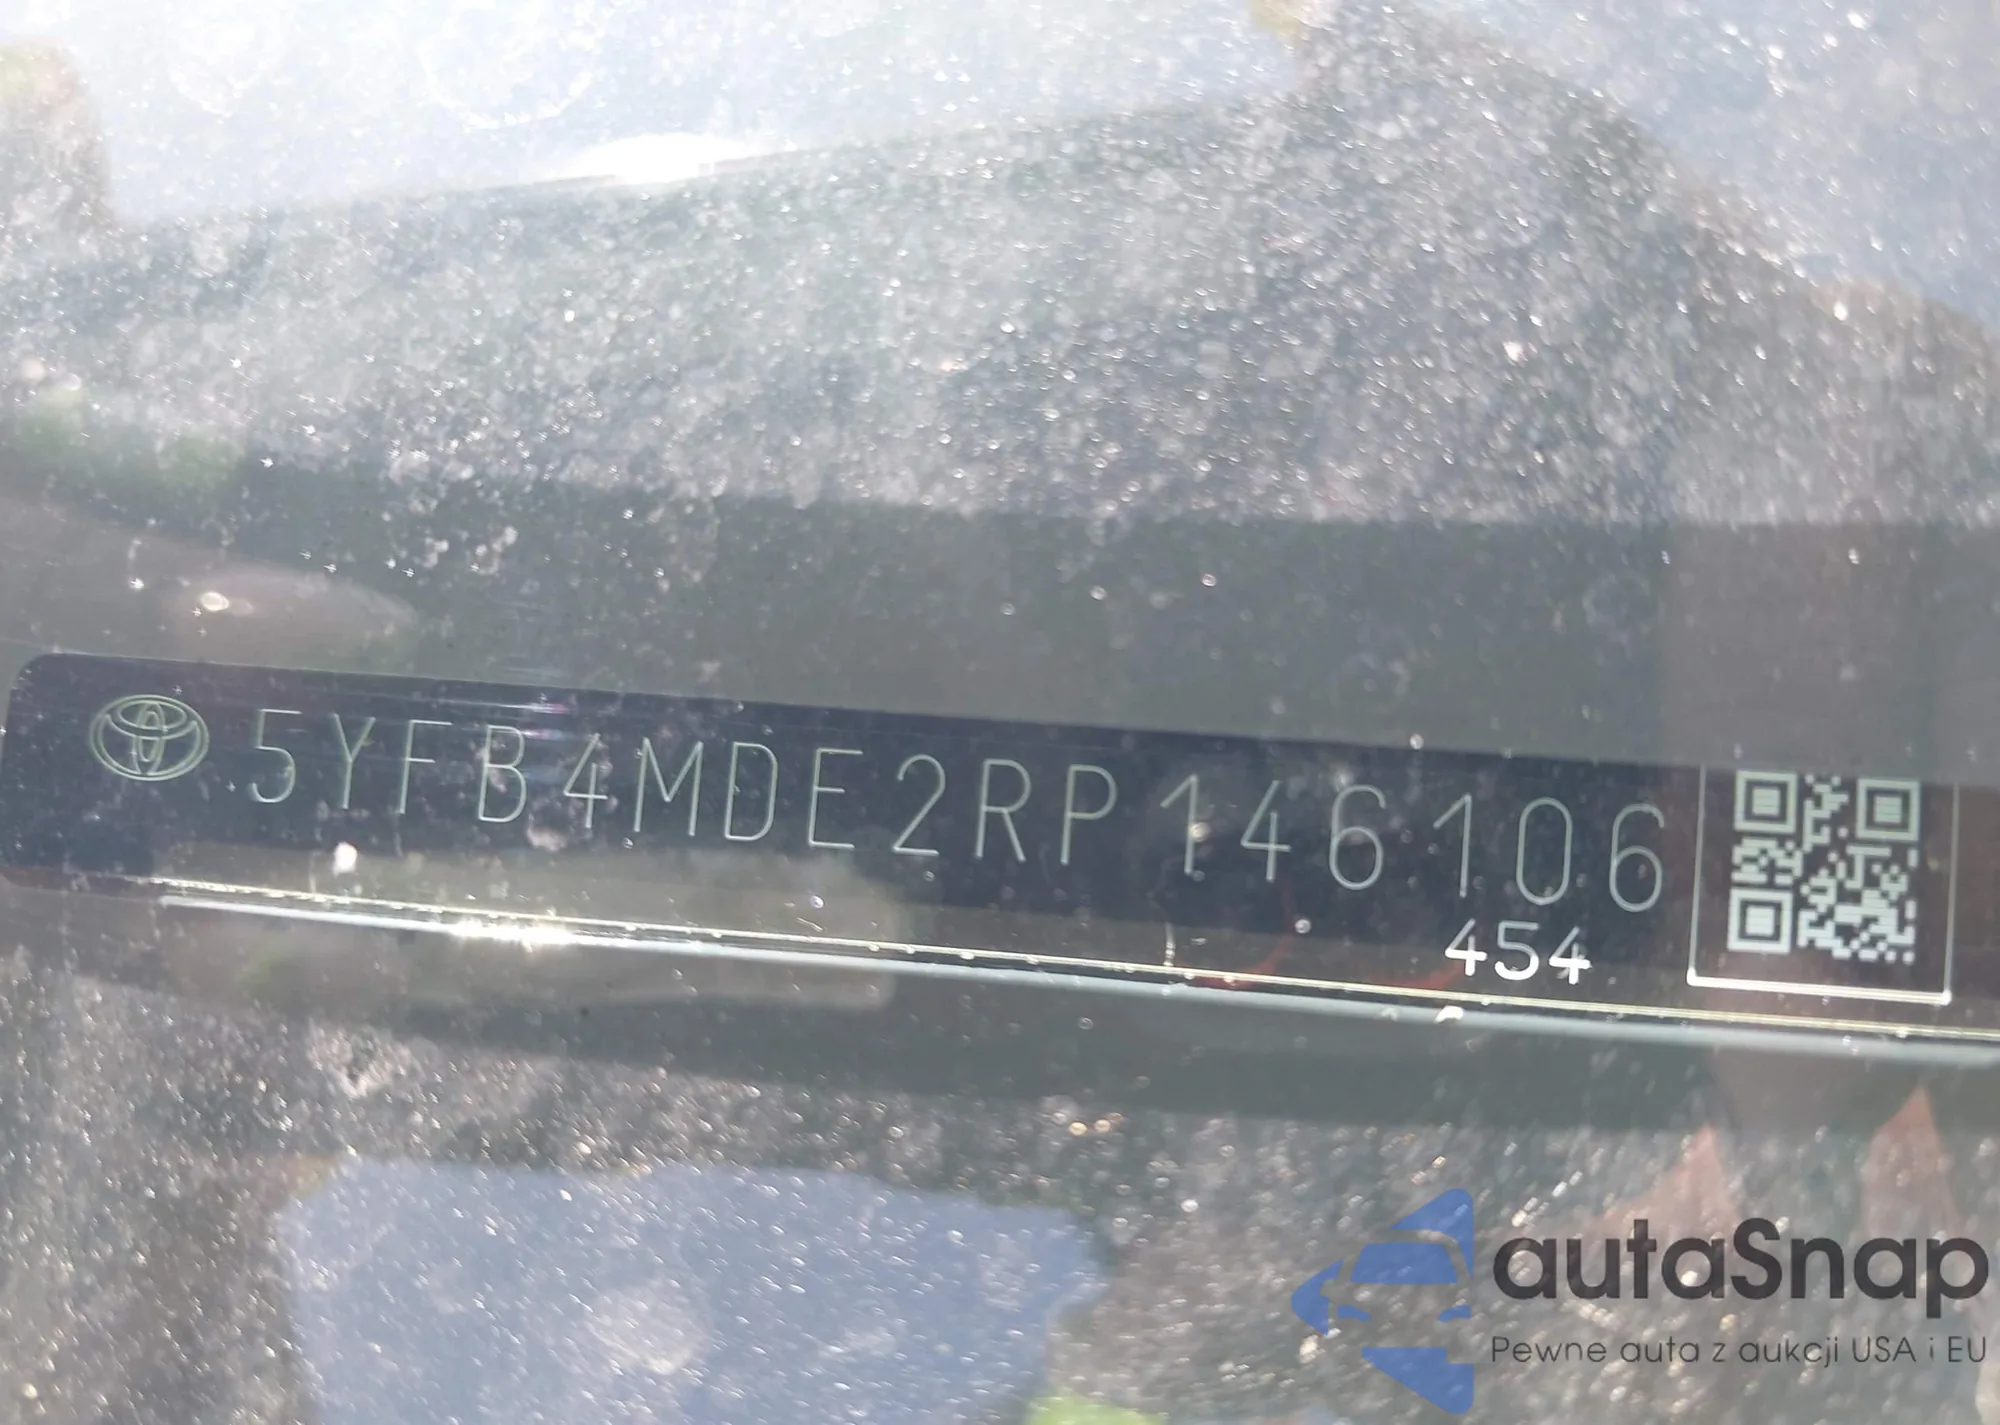 5YFB4MDE2RP146106
454
autaSnap
Pewne auta z aukcji USA i EU